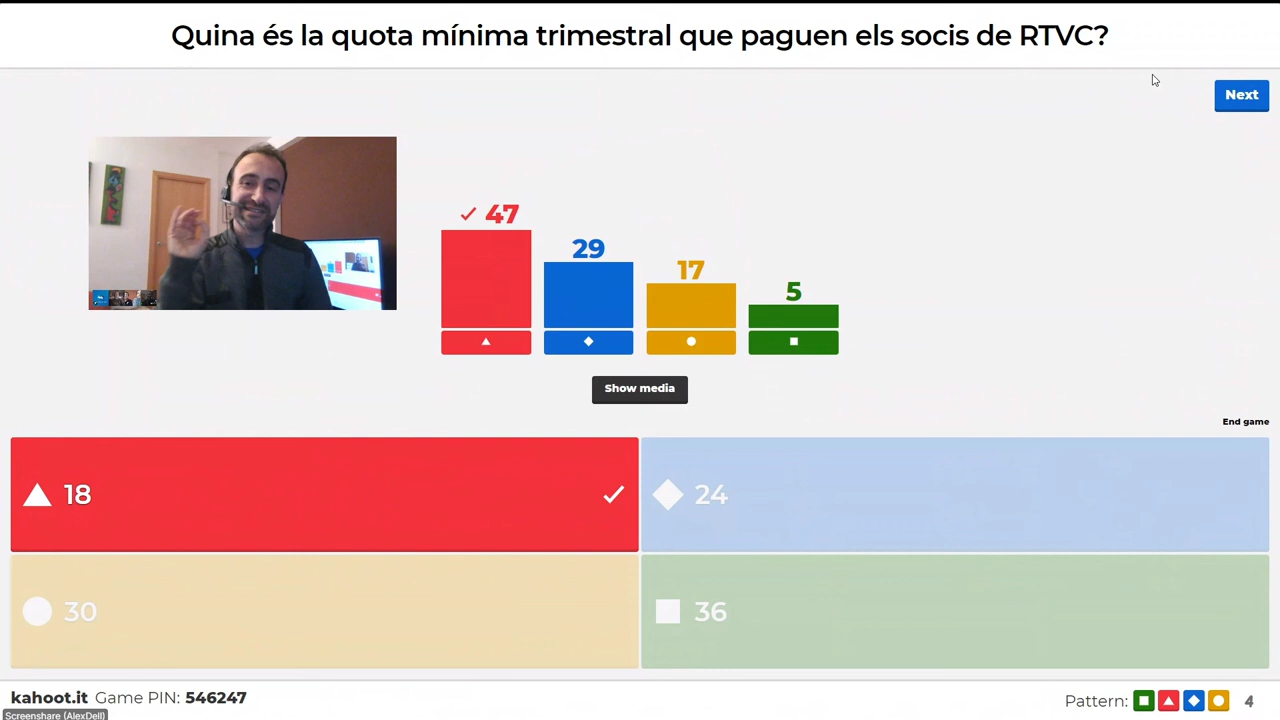 Quina és la quota mínima trimestral que paguen els socis de RTVC?
Next
47
29
17
5
Show media
End game
18
24
30
36
kahoot.it Game PIN: 546247
Pattern:
4
Screenshare (AlexDell)